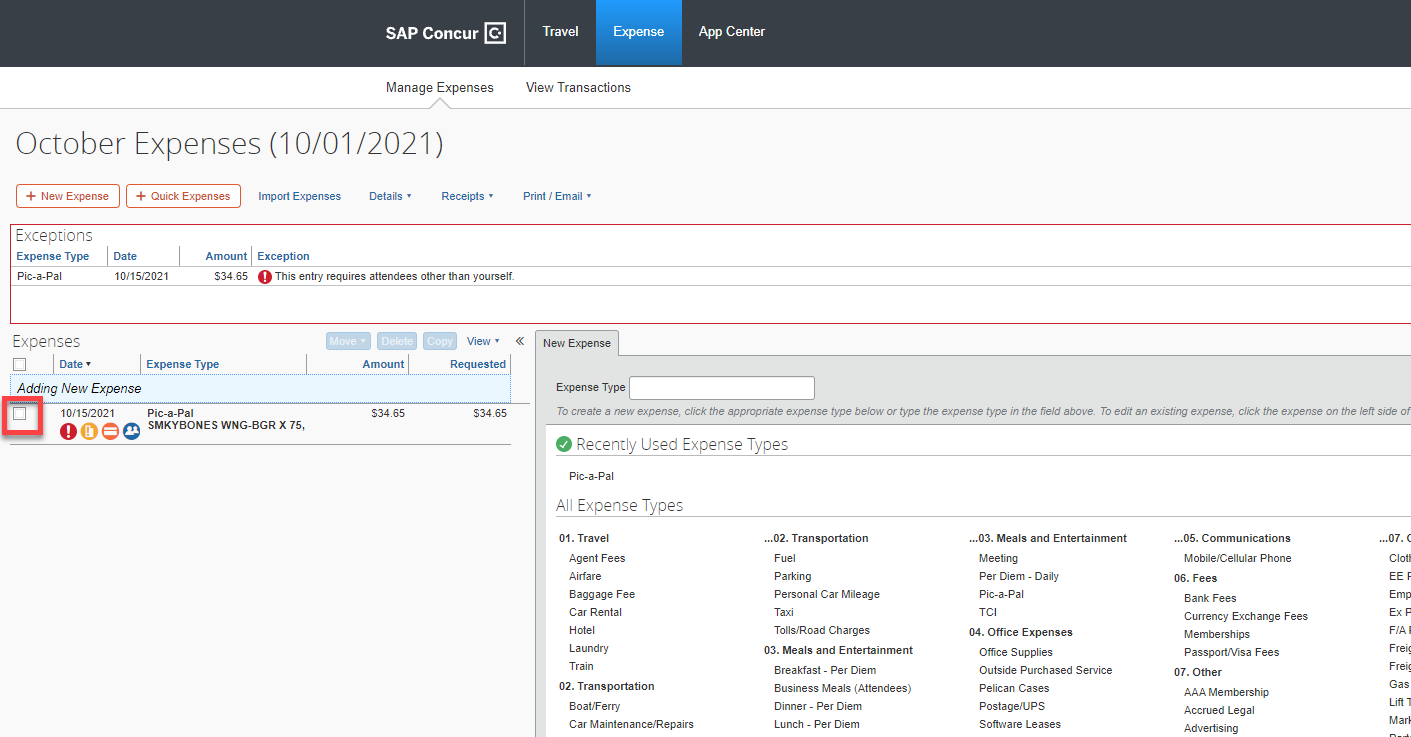 SAP Concur
Travel
Expense
App Center
Manage Expenses
View Transactions
October Expenses (10/01/2021)
+ New Expense
+ Quick Expenses
Import Expenses
Details
Receipts
Print / Email
Exceptions
Expense Type Date Amount Exception
Pic-a-Pal 10/15/2021 $34.65 This entry requires attendees other than yourself.
Expenses
Move
Delete
Copy
View
Date Expense Type Amount Requested
Adding New Expense
10/15/2021 Pic-a-Pal $34.65 $34.65
SMKYBONES WNG-BGR X 75,
New Expense
Expense Type
To create a new expense, click the appropriate expense type below or type the expense type in the field above. To edit an existing expense, click the expense on the left side of
Recently Used Expense Types
Pic-a-Pal
All Expense Types
01. Travel
Agent Fees
Airfare
Baggage Fee
Car Rental
Hotel
Laundry
Train
02. Transportation
Boat/Ferry
Car Maintenance/Repairs
...02. Transportation
Fuel
Parking
Personal Car Mileage
Taxi
Tolls/Road Charges
03. Meals and Entertainment
Breakfast - Per Diem
Business Meals (Attendees)
Dinner - Per Diem
Lunch - Per Diem
...03. Meals and Entertainment
Meeting
Per Diem - Daily
Pic-a-Pal
TCI
04. Office Expenses
Office Supplies
Outside Purchased Service
Pelican Cases
Postage/UPS
Software Leases
...05. Communications
Mobile/Cellular Phone
06. Fees
Bank Fees
Currency Exchange Fees
Memberships
Passport/Visa Fees
07. Other
AAA Membership
Accrued Legal
Advertising
...07.
EE
Ex
Gas